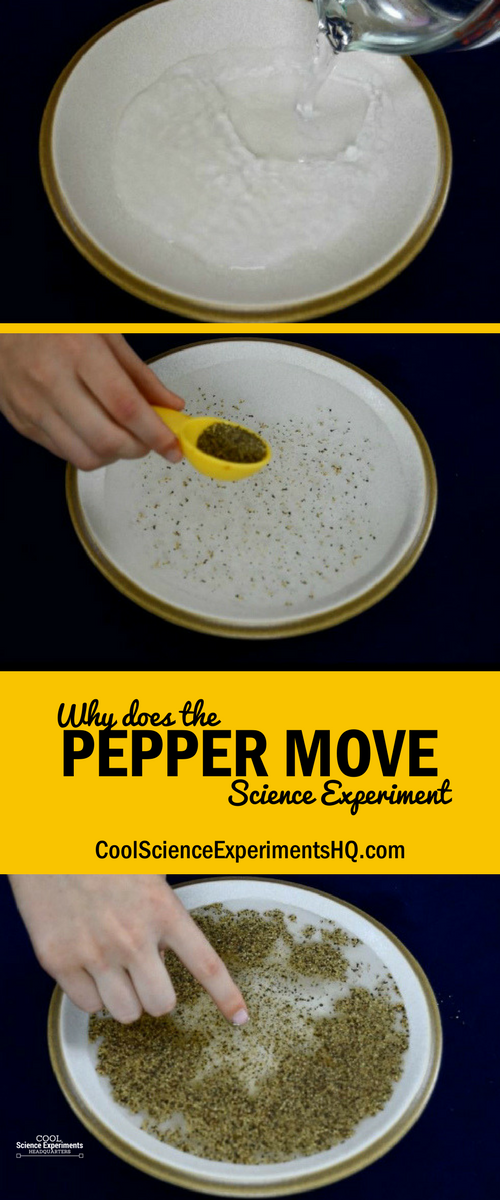 Why does the
PEPPER MOVE
Science Experiment
CoolScienceExperimentsHQ.com
COOL
Science Experiments
HEADQUARTERS